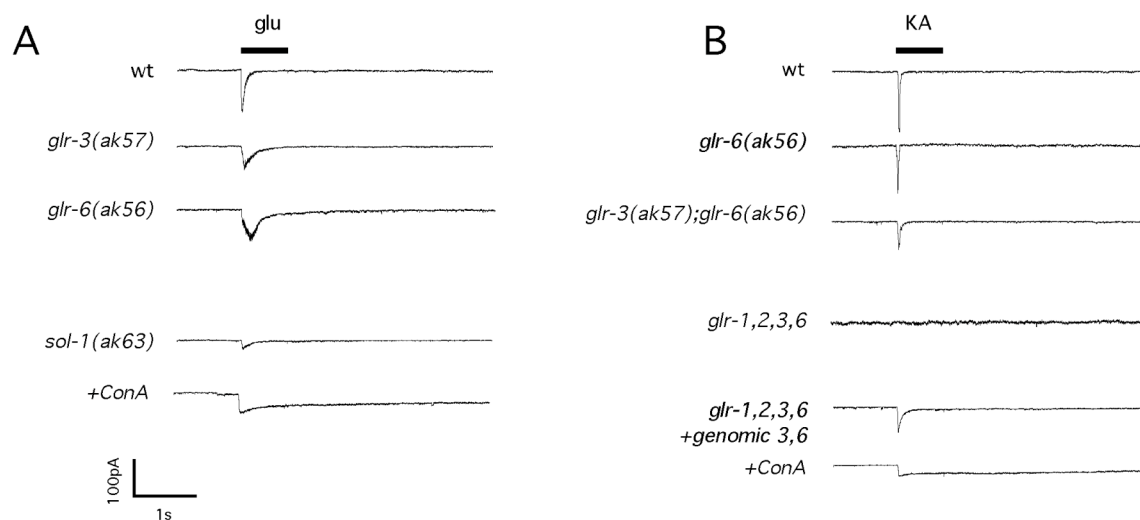 A
glu
wt
glr-3(ak57)
glr-6(ak56)
sol-1(ak63)
+ConA
100pA
1s
B
KA
wt
glr-6(ak56)
glr-3(ak57);glr-6(ak56)
glr-1,2,3,6
glr-1,2,3,6
+genomic 3,6
+ConA